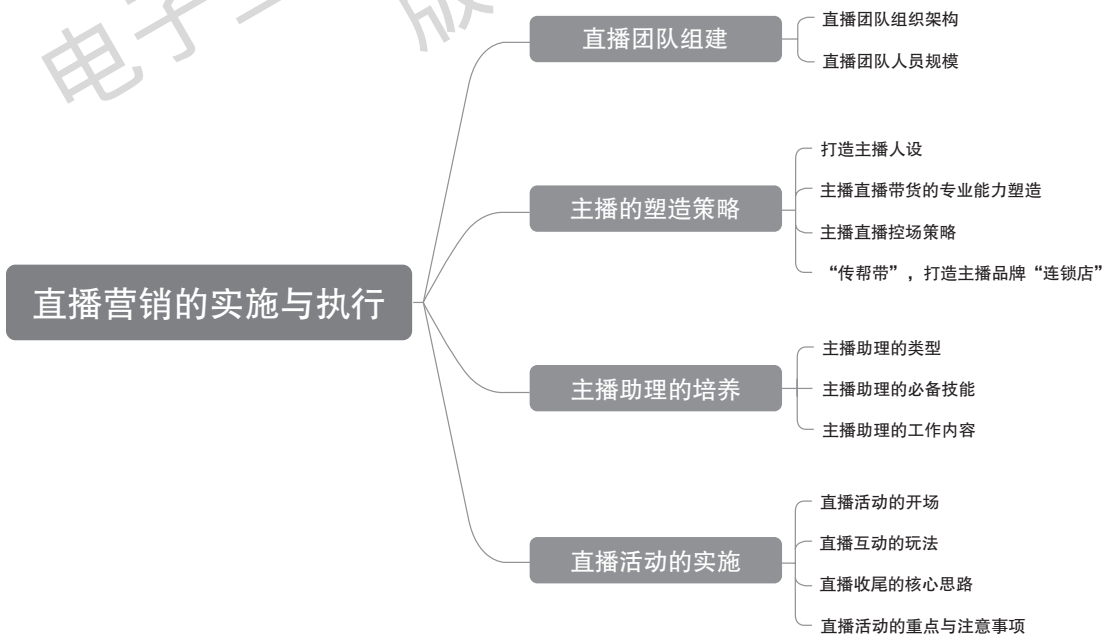 电子工
版
直播营销的实施与执行
直播团队组建
直播团队组织架构
直播团队人员规模
主播的塑造策略
打造主播人设
主播直播带货的专业能力塑造
主播直播控场策略
“传帮带”，打造主播品牌“连锁店”
主播助理的培养
主播助理的类型
主播助理的必备技能
主播助理的工作内容
直播活动的实施
直播活动的开场
直播互动的玩法
直播收尾的核心思路
直播活动的重点与注意事项